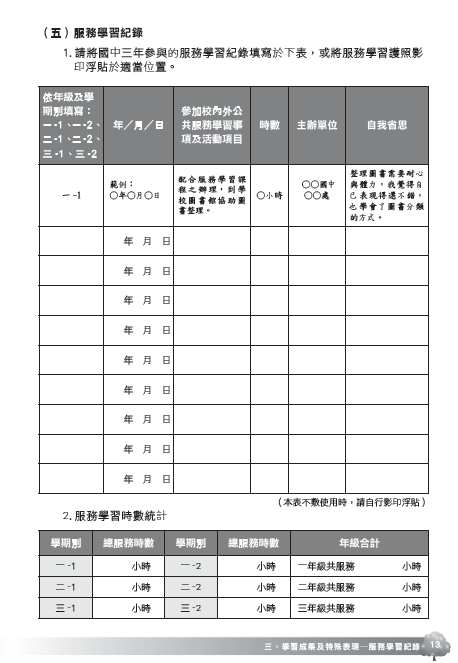 （五）服務學習紀錄
1. 請將國中三年參與的服務學習紀錄填寫於下表，或將服務學習護照影
印浮貼於適當位置。
依年級及學
期別填寫：
一 -1、一 -2、
二 -1、二 -2、
三 -1、三 -2
年／月／日
參加校內外公
共服務學習事
項及活動項目
時數
主辦單位
自我省思
一 -1
範例：
○年○月○日
配合服務學習課
程之辦理，到學
校圖書館協助圖
書整理。
○小時
○○國中
○○處
整理圖書需要耐心
與體力，我覺得自
己表現得還不錯，
也學會了圖書分類
的方式。
年 月 日
年 月 日
年 月 日
年 月 日
年 月 日
年 月 日
年 月 日
年 月 日
年 月 日
（本表不敷使用時，請自行影印浮貼）
2. 服務學習時數統計
學期別 總服務時數 學期別 總服務時數 年級合計
一 -1 小時 一 -2 小時 一年級共服務 小時
二 -1 小時 二 -2 小時 二年級共服務 小時
三 -1 小時 三 -2 小時 三年級共服務 小時
三、學習成果及特殊表現─服務學習紀錄 13